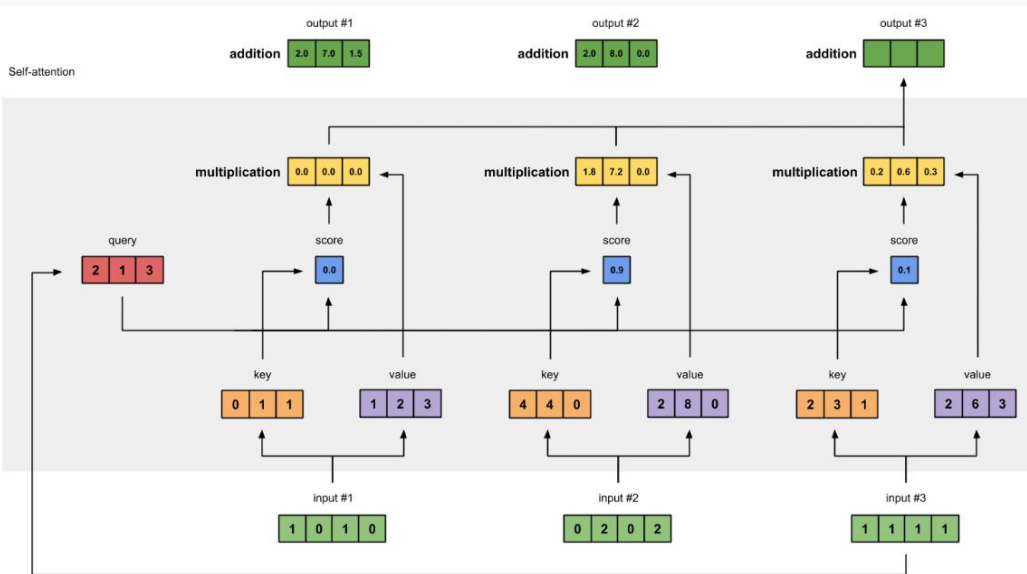 output #1 output #2 output #3
addition 2.0 7.0 1.5 addition 2.0 8.0 0.0 addition
Self-attention
multiplication 0.0 0.0 0.0 multiplication 1.8 7.2 0.0 multiplication 0.2 0.6 0.3
query score score score
2 1 3 0.0 0.9 0.1
key value key value key value
0 1 1 1 2 3 4 4 0 2 8 0 2 3 1 2 6 3
input #1 input #2 input #3
1 0 1 0 0 2 0 2 1 1 1 1